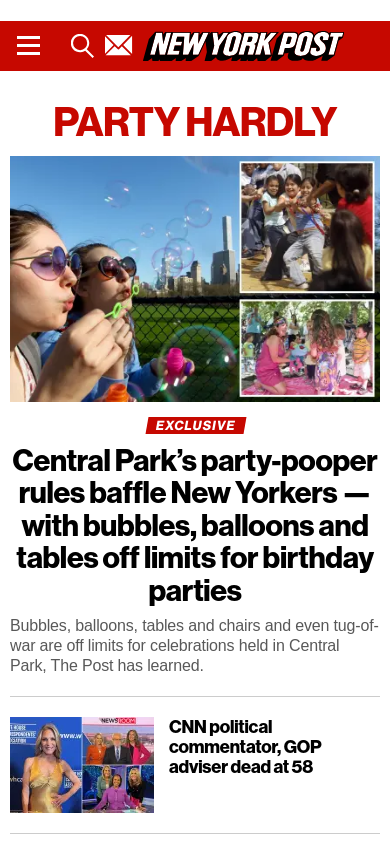 NEW YORK POST
PARTY HARDLY
EXCLUSIVE
Central Park’s party-pooper
rules baffle New Yorkers —
with bubbles, balloons and
tables off limits for birthday
parties
Bubbles, balloons, tables and chairs and even tug-of-
war are off limits for celebrations held in Central
Park, The Post has learned.
CNN political
commentator, GOP
adviser dead at 58
NEWSROOM